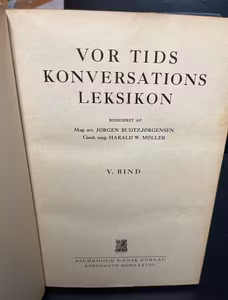 VOR TIDS
KONVERSATIONS
LEKSIKON
REDIGERET AF
Mag. art. JØRGEN BUDTZ-JØRGENSEN
Cand. mag. HARALD W. MØLLER
V. BIND
ASCHEHOUG DANSK FORLAG
KØBENHAVN MCMXXXVIII